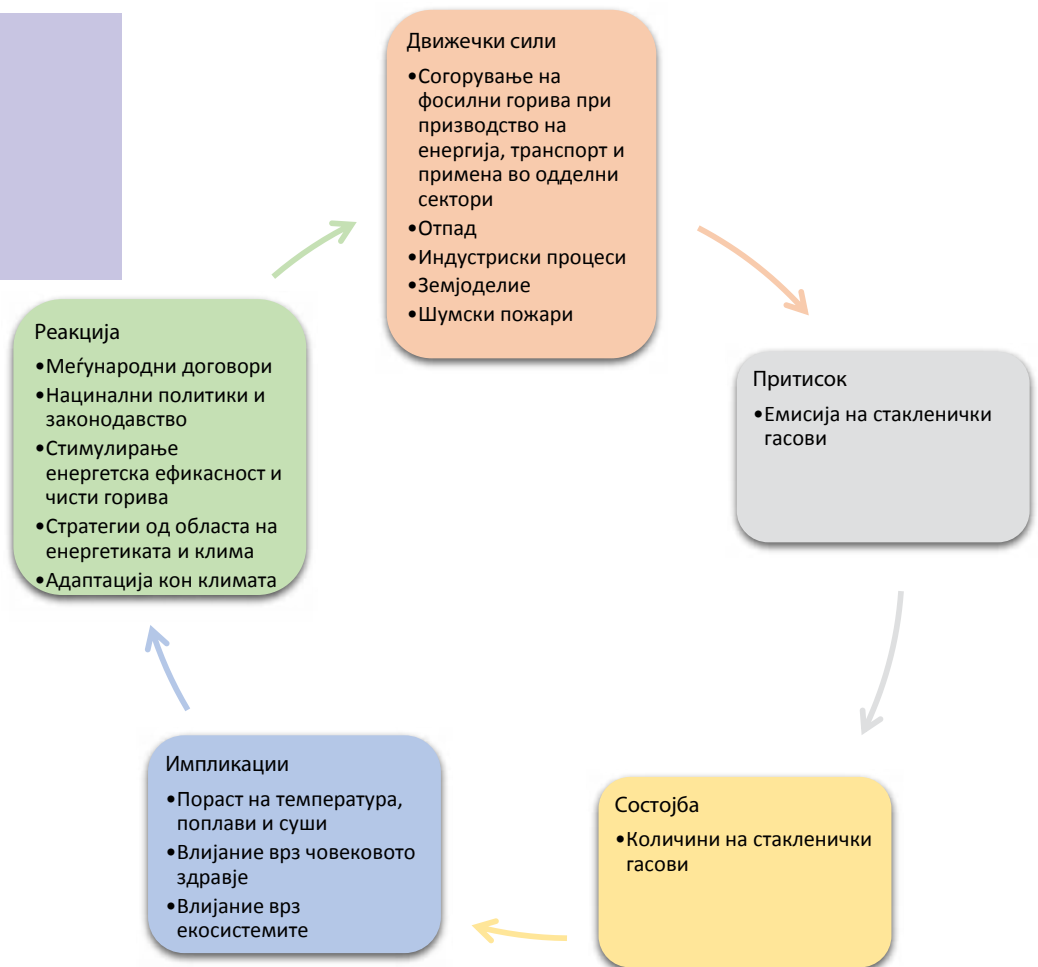 Движечки сили
•Согорување на
фосилни горива при
призводство на
енергија, транспорт и
примена во одделни
сектори
•Отпад
•Индустриски процеси
•Земјоделие
•Шумски пожари
Притисок
•Емисија на стакленички
гасови
Состојба
•Количини на стакленички
гасови
Импликации
•Пораст на температура,
поплави и суши
•Влијание врз човековото
здравје
•Влијание врз
екосистемите
Реакција
•Меѓународни договори
•Нацинални политики и
законодавство
•Стимулирање
енергетска ефикасност и
чисти горива
•Стратегии од областа на
енергетиката и клима
•Адаптација кон климата